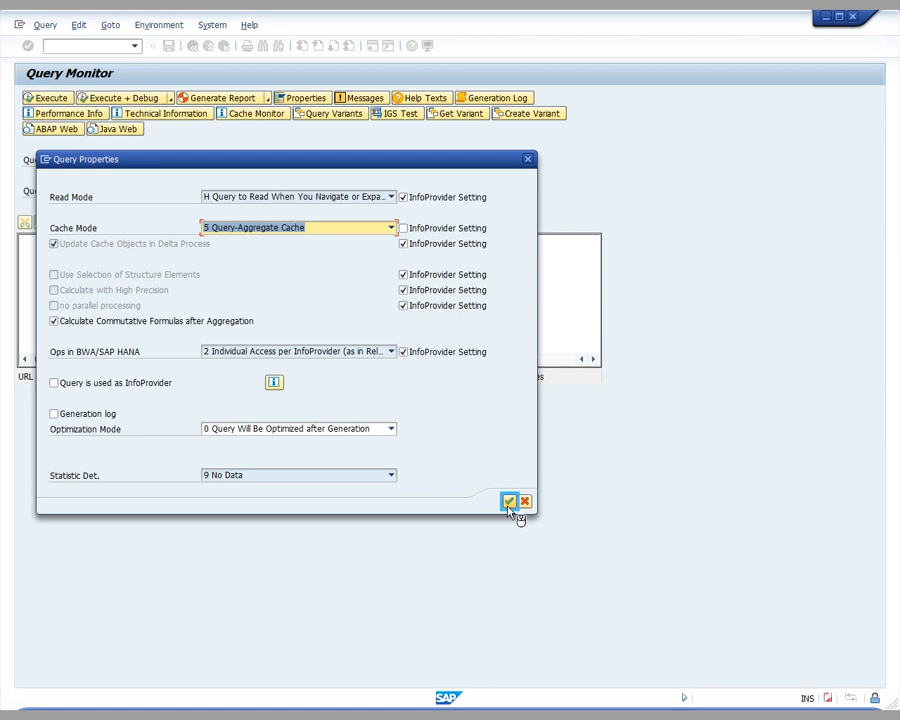 Query Edit Goto Environment System Help
Query Monitor
Execute Execute + Debug Generate Report Properties Messages Help Texts Generation Log
Performance Info Technical Information Cache Monitor Query Variants IGS Test Get Variant Create Variant
ABAP Web Java Web
Query Properties
Read Mode H Query to Read When You Navigate or Expa... InfoProvider Setting
Cache Mode 5 Query-Aggregate Cache InfoProvider Setting
Update Cache Objects in Delta Process InfoProvider Setting
Use Selection of Structure Elements InfoProvider Setting
Calculate with High Precision InfoProvider Setting
no parallel processing InfoProvider Setting
Calculate Commutative Formulas after Aggregation
Ops in BWA/SAP HANA 2 Individual Access per InfoProvider (as in Rel... InfoProvider Setting
URL
Query is used as InfoProvider
Generation log
Optimization Mode 0 Query Will Be Optimized after Generation
Statistic Det. 9 No Data
SAP INS